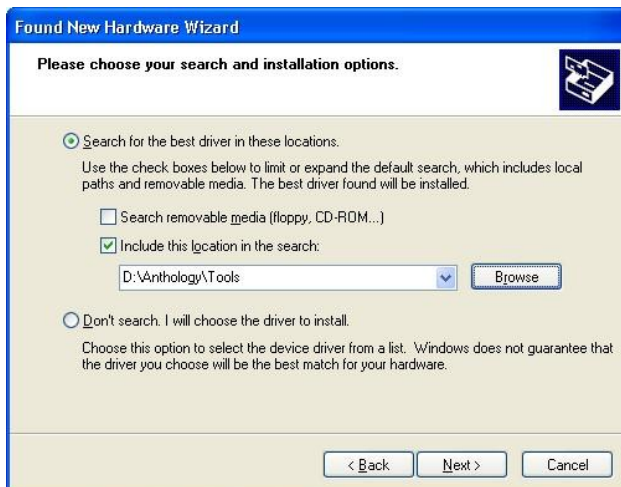 Found New Hardware Wizard
Please choose your search and installation options.
Search for the best driver in these locations.
Use the check boxes below to limit or expand the default search, which includes local
paths and removable media. The best driver found will be installed.
Search removable media (floppy, CD-ROM...)
Include this location in the search:
D:\Anthology\Tools
Browse
Don't search. I will choose the driver to install.
Choose this option to select the device driver from a list. Windows does not guarantee that
the driver you choose will be the best match for your hardware.
< Back Next > Cancel